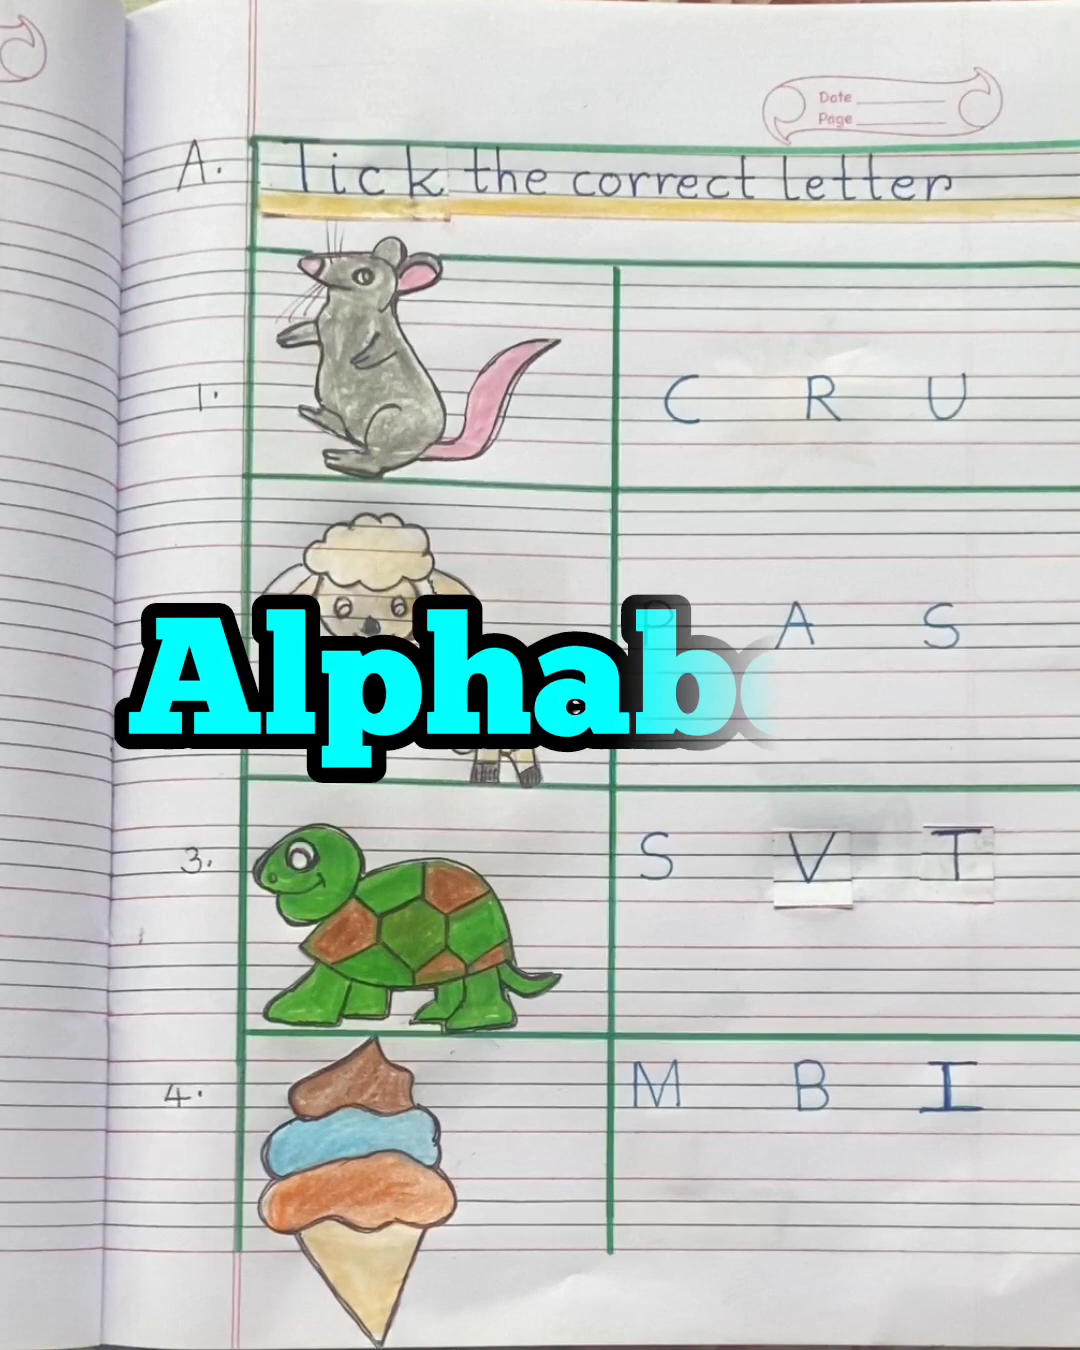 Date
Page
A. Tick the correct letter
1. C R U
P A S
Alphab
3. S V T
4. M B I